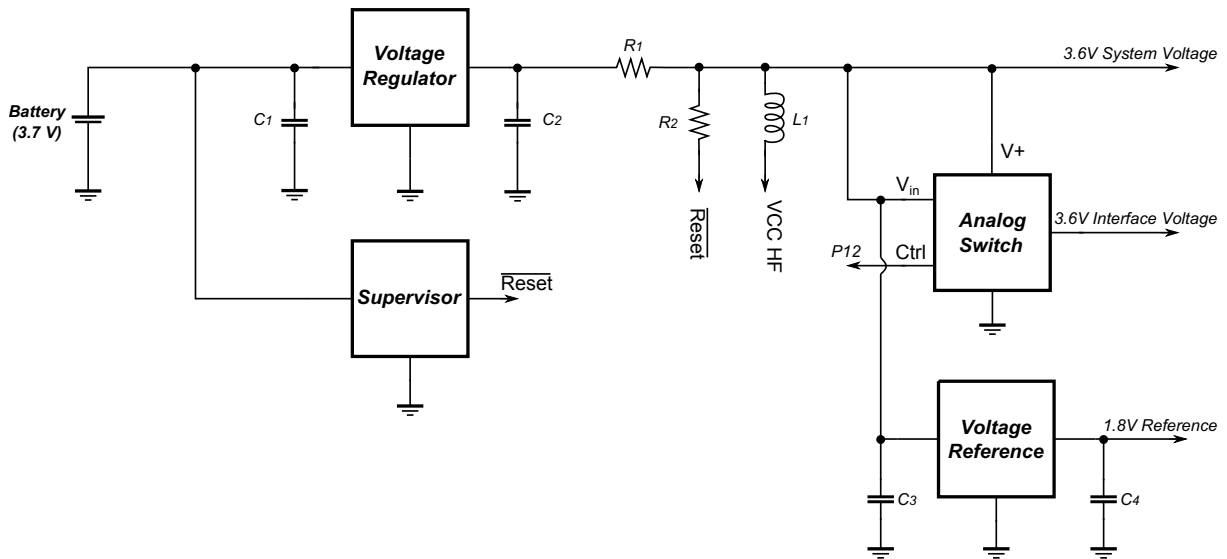 Voltage
Regulator
R1
3.6V System Voltage
Battery
(3.7 V)
C1
C2
R2
L1
V+
Reset
VCC HF
Vin
Analog
Switch
3.6V Interface Voltage
P12
Ctrl
Supervisor
Reset
Voltage
Reference
1.8V Reference
C3
C4